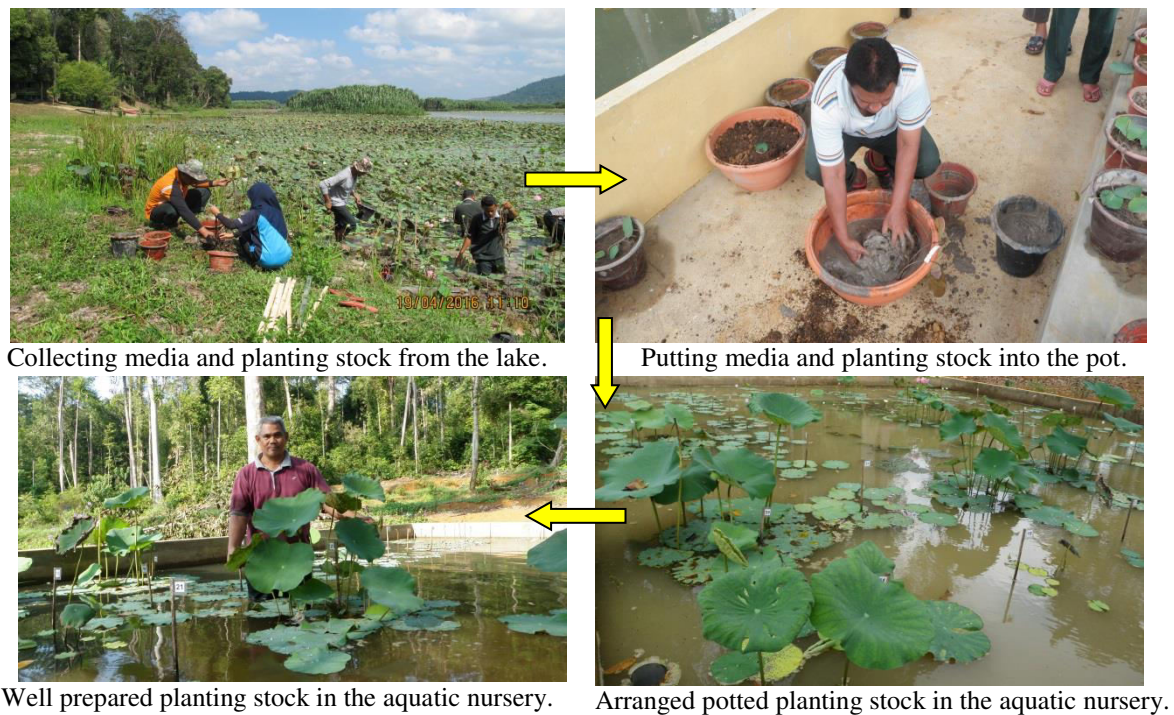 19/04/2016 11:10
Collecting media and planting stock from the lake.
Putting media and planting stock into the pot.
21
Well prepared planting stock in the aquatic nursery.
Arranged potted planting stock in the aquatic nursery.